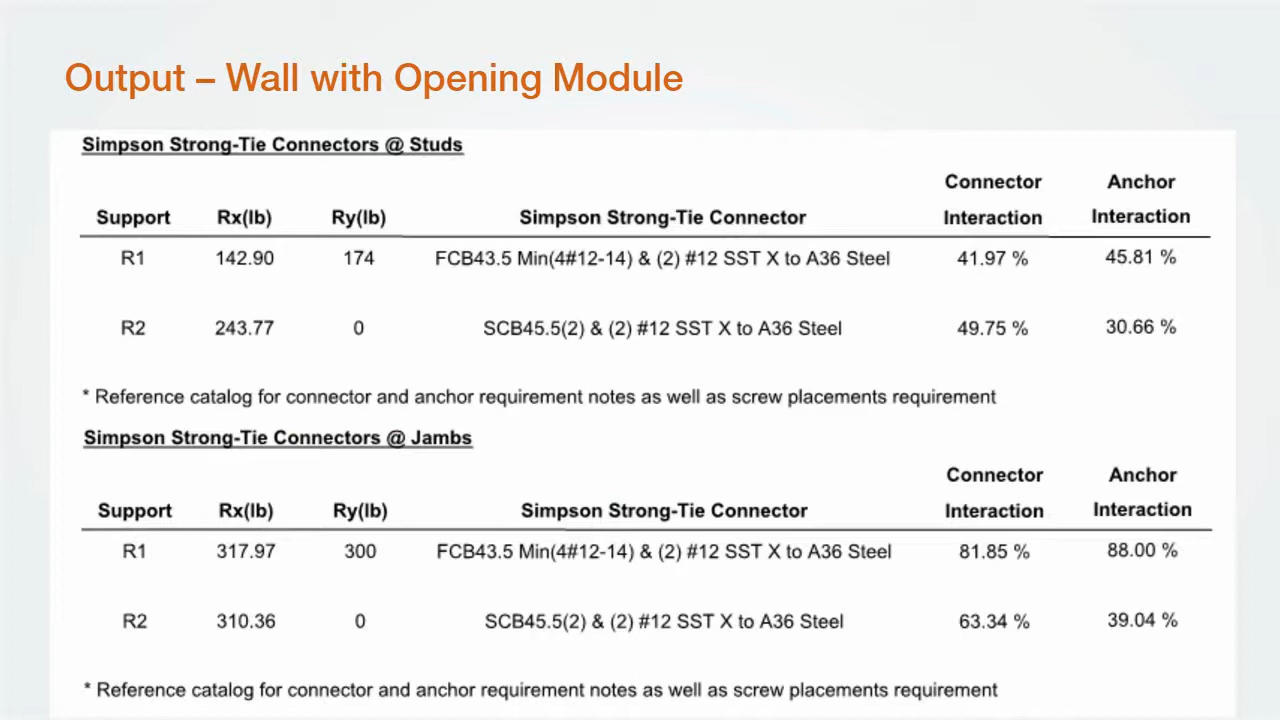 Output – Wall with Opening Module
Simpson Strong-Tie Connectors @ Studs
Connector Anchor
Support Rx(lb) Ry(lb) Simpson Strong-Tie Connector Interaction Interaction
R1 142.90 174 FCB43.5 Min(4#12-14) & (2) #12 SST X to A36 Steel 41.97 % 45.81 %
R2 243.77 0 SCB45.5(2) & (2) #12 SST X to A36 Steel 49.75 % 30.66 %
* Reference catalog for connector and anchor requirement notes as well as screw placements requirement
Simpson Strong-Tie Connectors @ Jambs
Connector Anchor
Support Rx(lb) Ry(lb) Simpson Strong-Tie Connector Interaction Interaction
R1 317.97 300 FCB43.5 Min(4#12-14) & (2) #12 SST X to A36 Steel 81.85 % 88.00 %
R2 310.36 0 SCB45.5(2) & (2) #12 SST X to A36 Steel 63.34 % 39.04 %
* Reference catalog for connector and anchor requirement notes as well as screw placements requirement